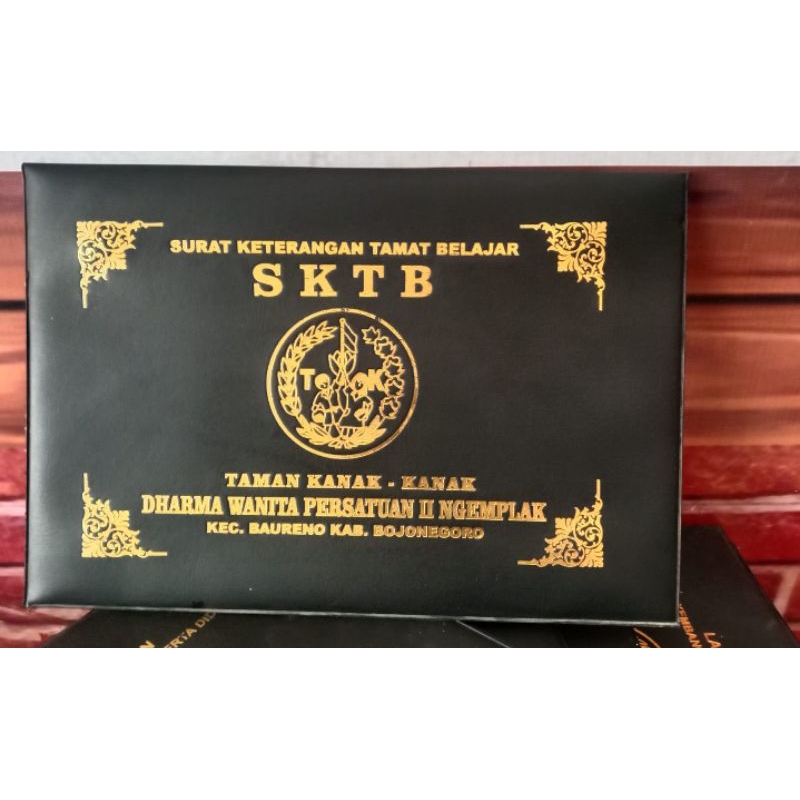 SURAT KETERANGAN TAMAT BELAJAR
SKTB
TK
TAMAN KANAK - KANAK
DHARMA WANITA PERSATUAN II NGEMPLAK
KEC. BAURENO KAB. BOJONEGORO